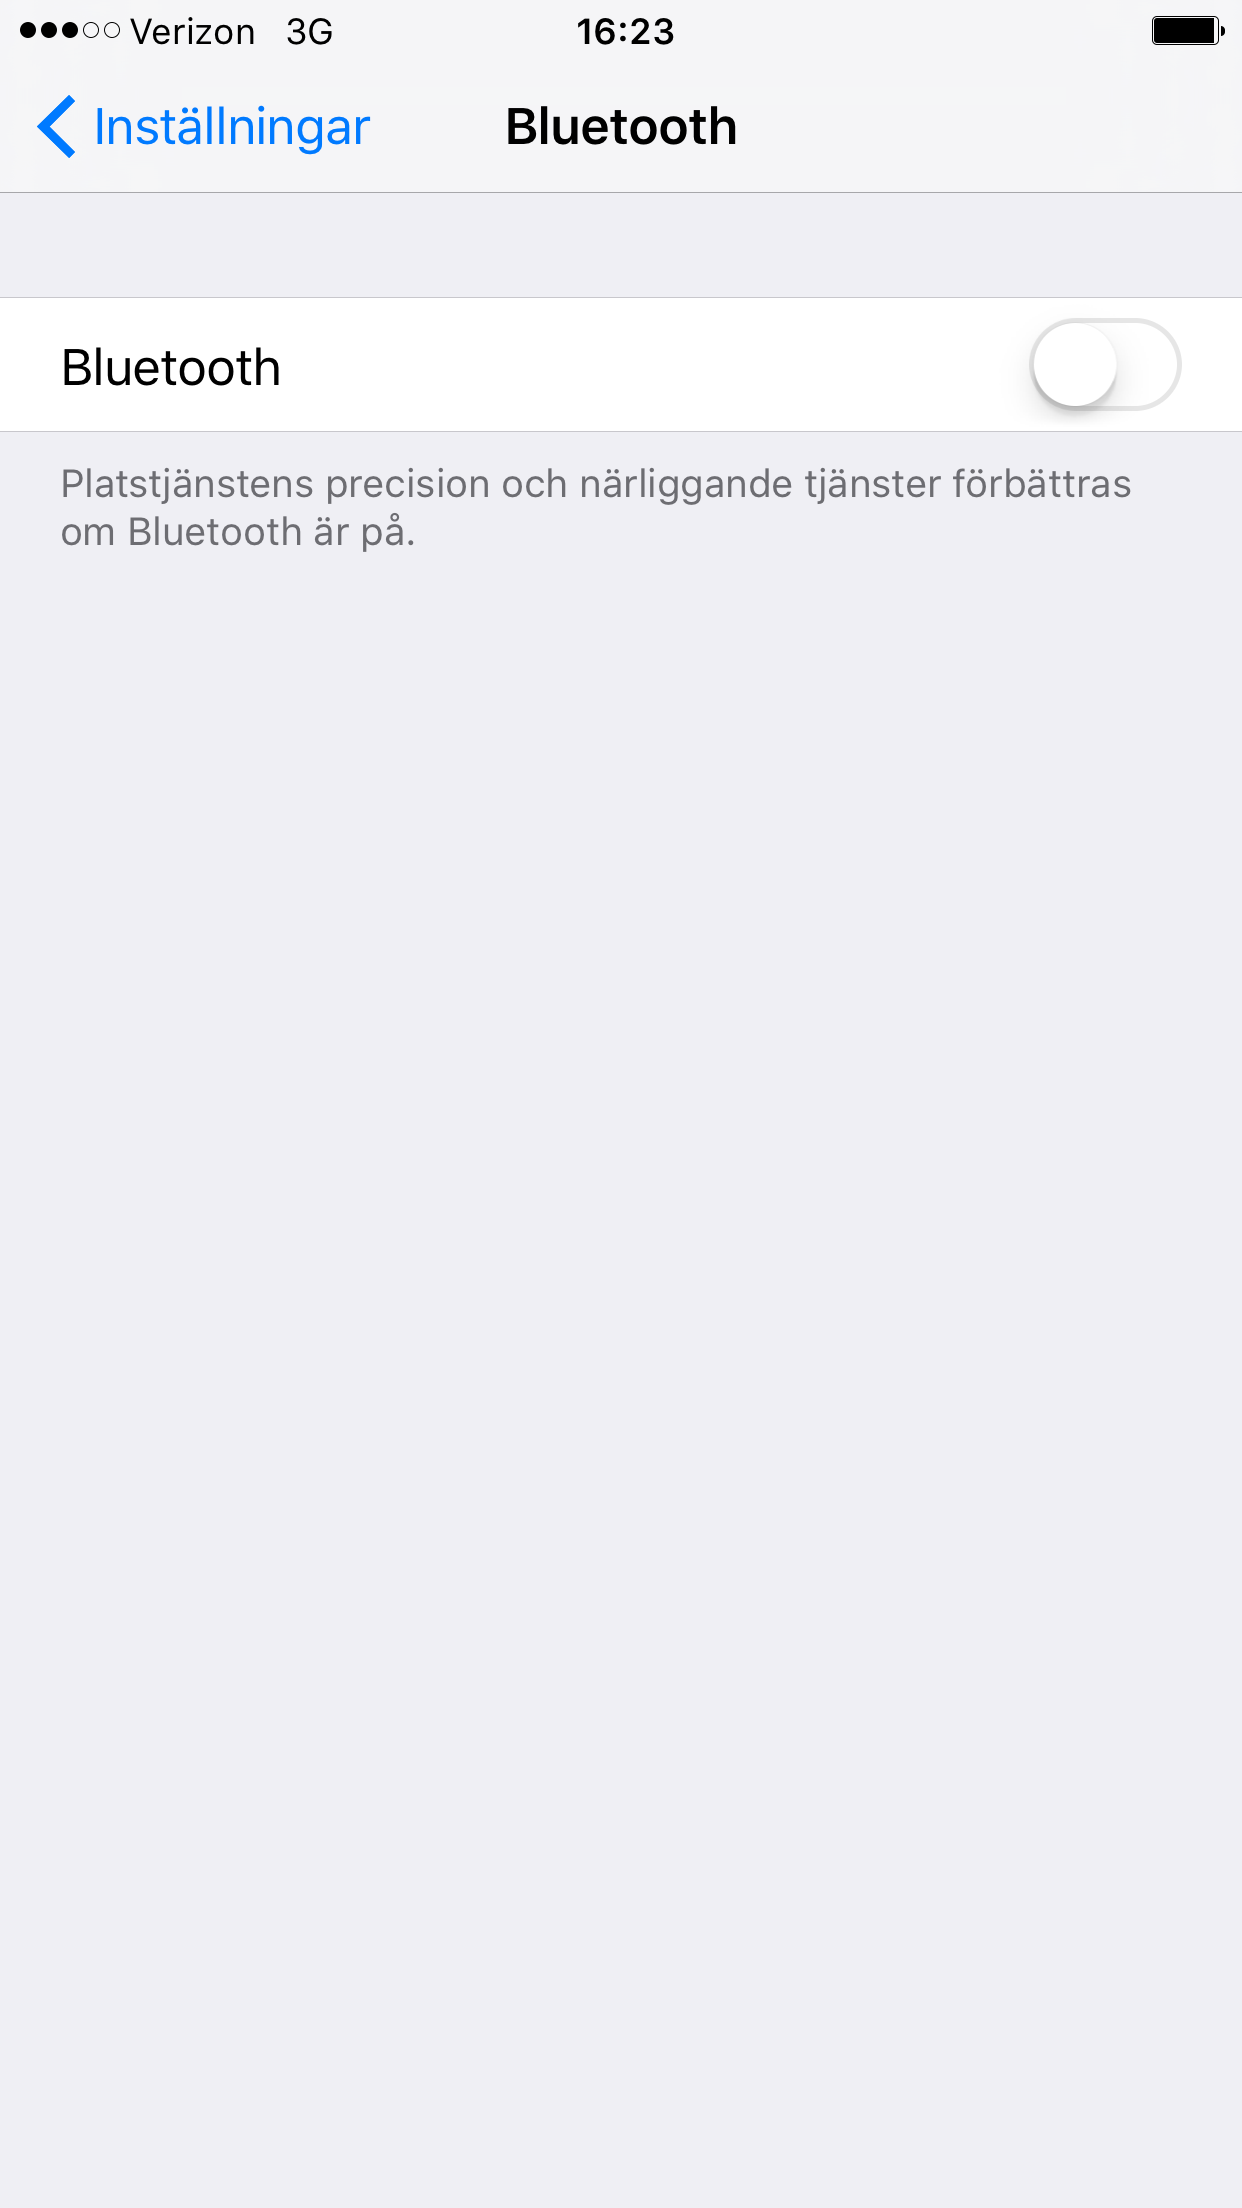 Verizon 3G 16:23
Inställningar Bluetooth
Bluetooth
Platstjänstens precision och närliggande tjänster förbättras
om Bluetooth är på.